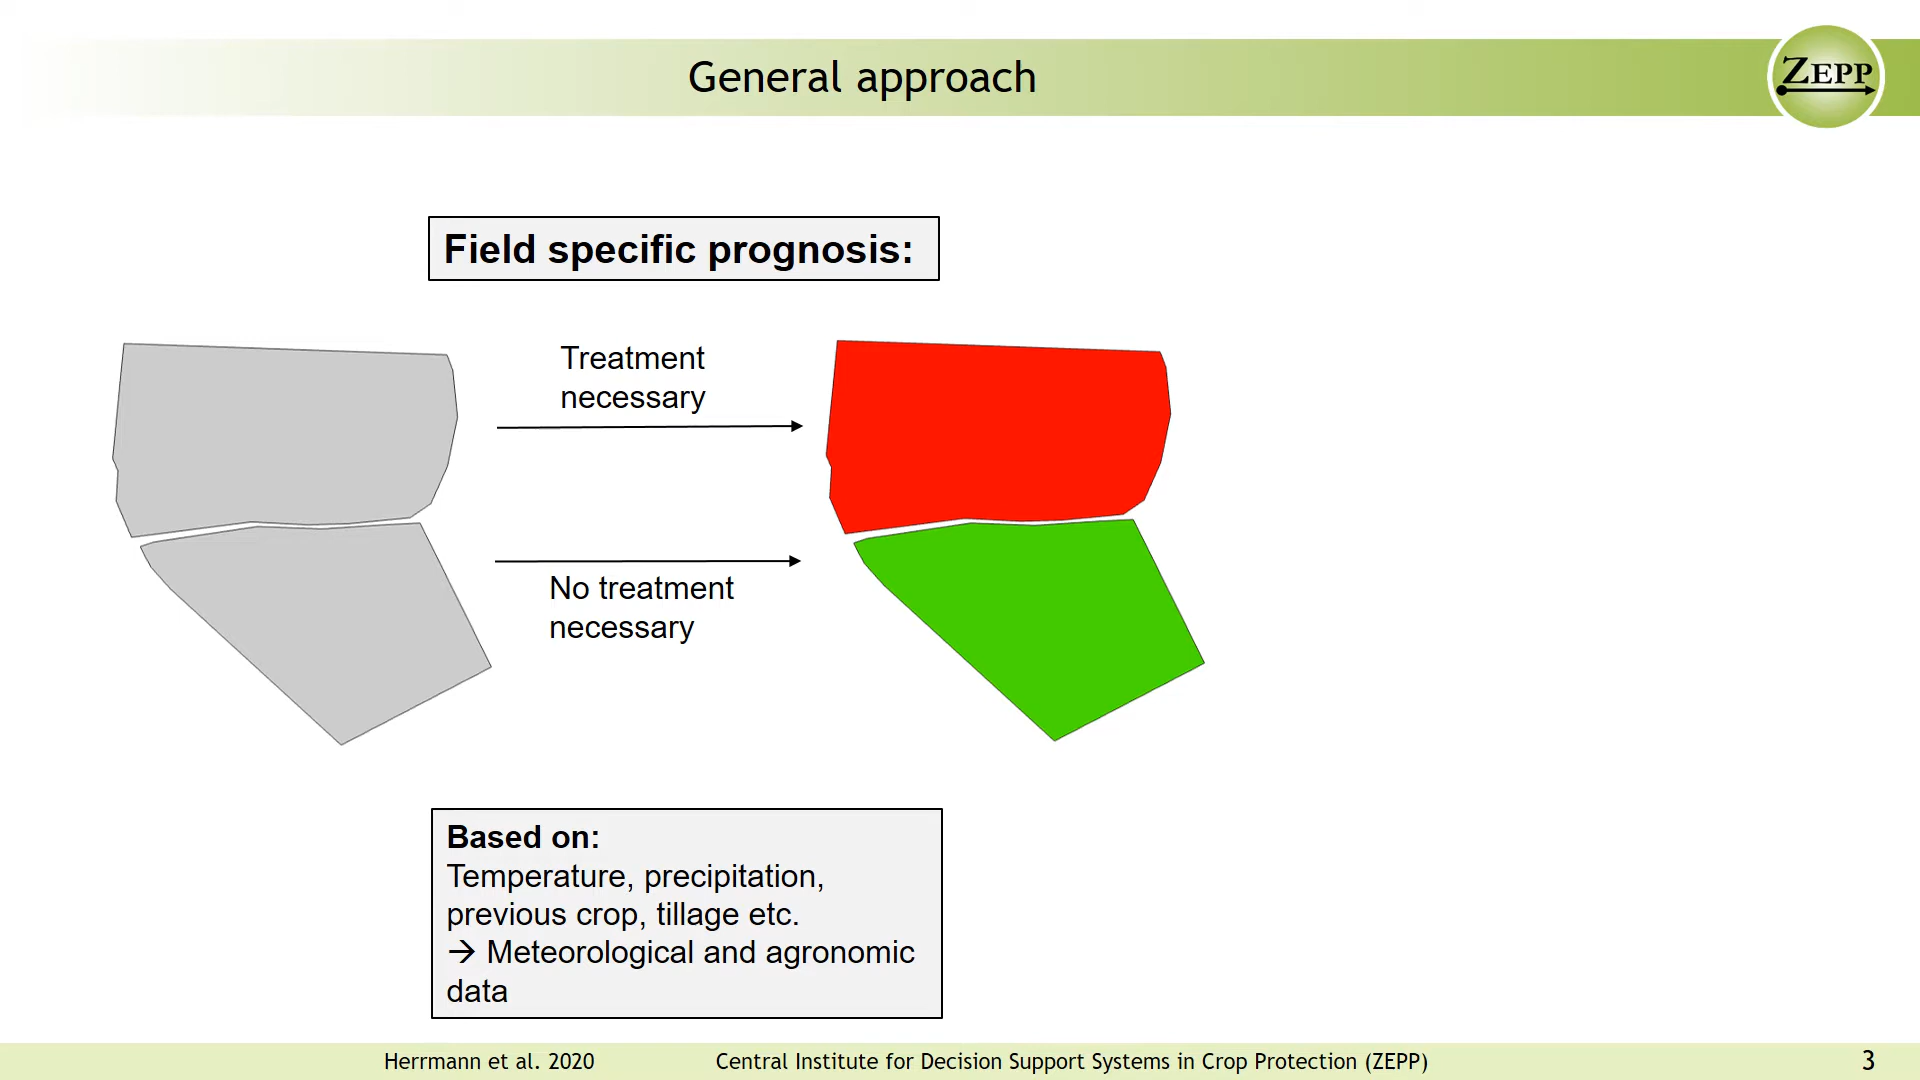 General approach
ZEPP
Field specific prognosis:
Treatment
necessary
No treatment
necessary
Based on:
Temperature, precipitation,
previous crop, tillage etc.
→ Meteorological and agronomic
data
Herrmann et al. 2020
Central Institute for Decision Support Systems in Crop Protection (ZEPP)
3